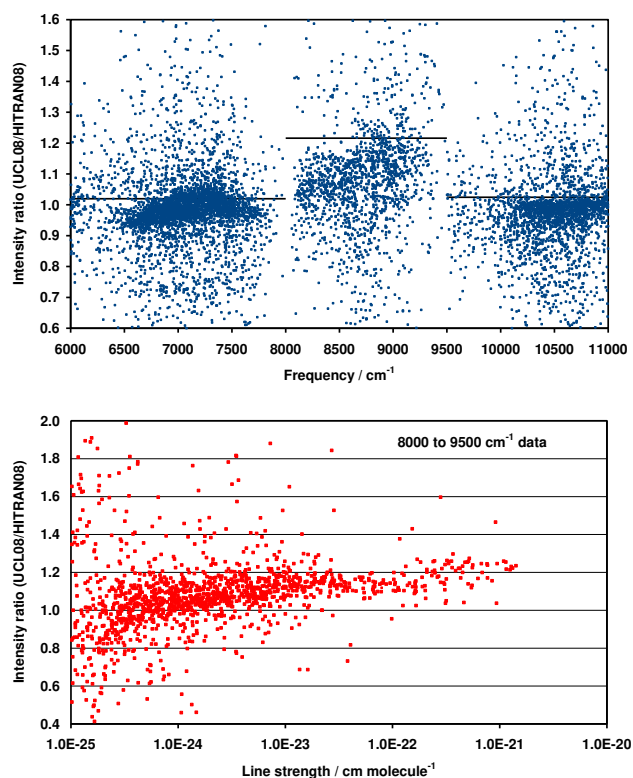 Intensity ratio (UCL08/HITRAN08)
1.6
1.5
1.4
1.3
1.2
1.1
1.0
0.9
0.8
0.7
0.6
6000 6500 7000 7500 8000 8500 9000 9500 10000 10500 11000
Frequency / cm⁻¹
Intensity ratio (UCL08/HITRAN08)
8000 to 9500 cm⁻¹ data
2.0
1.8
1.6
1.4
1.2
1.0
0.8
0.6
0.4
1.0E-25 1.0E-24 1.0E-23 1.0E-22 1.0E-21 1.0E-20
Line strength / cm molecule⁻¹